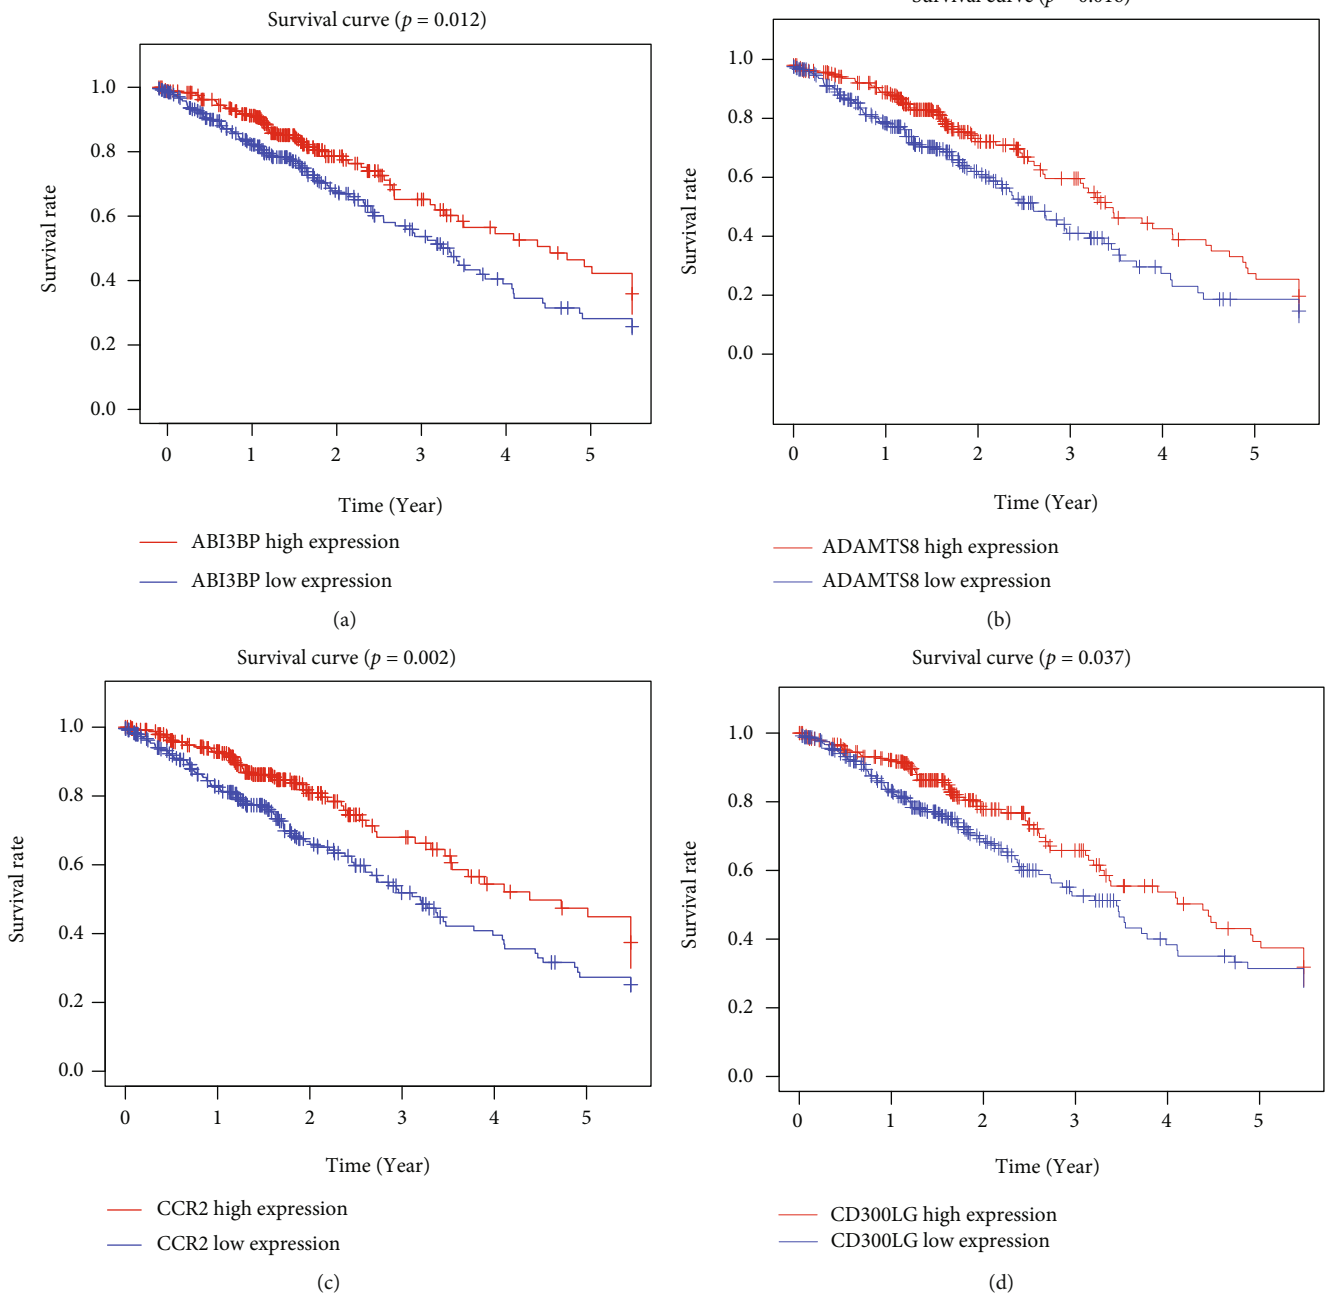 Survival curve (p = 0.012)
Survival rate
1.0
0.8
0.6
0.4
0.2
0.0
0 1 2 3 4 5
Time (Year)
ABI3BP high expression
ABI3BP low expression
(a)
Survival rate
1.0
0.8
0.6
0.4
0.2
0.0
0 1 2 3 4 5
Time (Year)
ADAMTS8 high expression
ADAMTS8 low expression
(b)
Survival curve (p = 0.002)
Survival rate
1.0
0.8
0.6
0.4
0.2
0.0
0 1 2 3 4 5
Time (Year)
CCR2 high expression
CCR2 low expression
(c)
Survival curve (p = 0.037)
Survival rate
1.0
0.8
0.6
0.4
0.2
0.0
0 1 2 3 4 5
Time (Year)
CD300LG high expression
CD300LG low expression
(d)